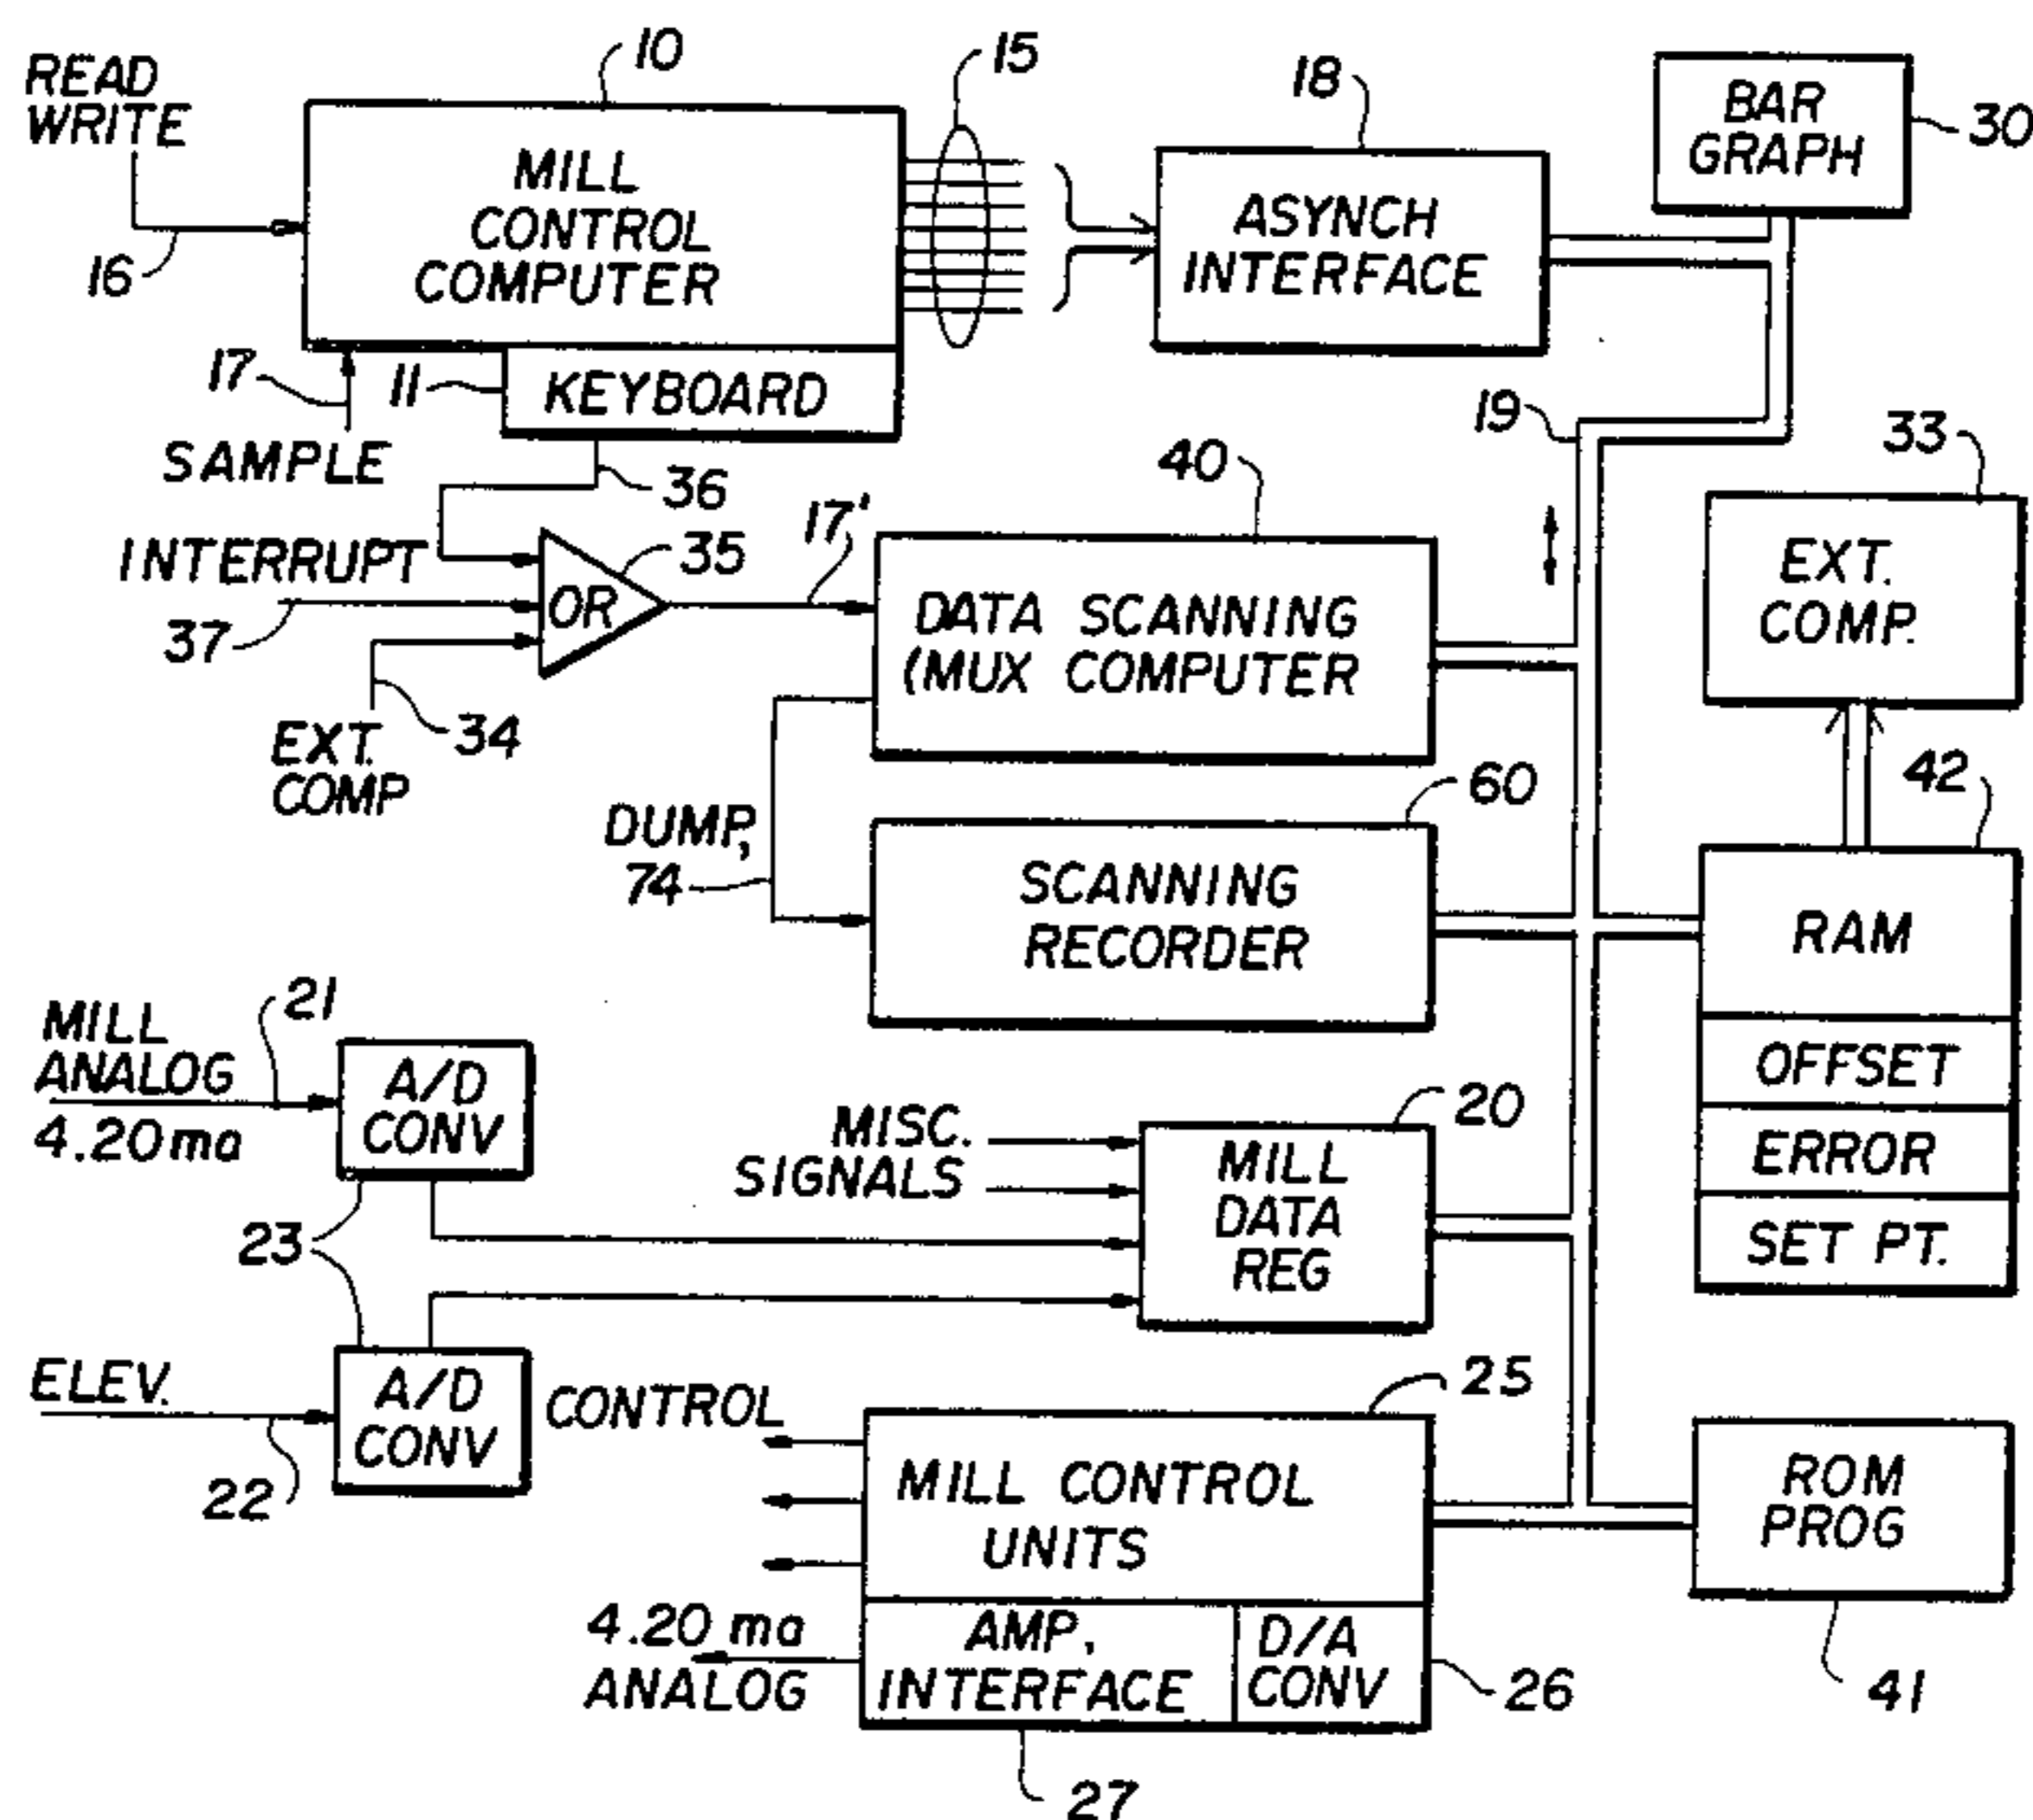 READ
WRITE
16
10
MILL
CONTROL
COMPUTER
15
18
ASYNCH
INTERFACE
BAR
GRAPH
30
17
SAMPLE
11
KEYBOARD
36
19
33
EXT.
COMP.
INTERRUPT
37
OR
35
17'
40
DATA SCANNING
(MUX COMPUTER
EXT.
COMP
34
DUMP,
74
60
SCANNING
RECORDER
42
RAM
OFFSET
ERROR
SET PT.
MILL
ANALOG
4.20 ma
21
A/D
CONV
23
MISC.
SIGNALS
20
MILL
DATA
REG
ELEV.
22
A/D
CONV
CONTROL
25
MILL CONTROL
UNITS
4.20 ma
ANALOG
AMP,
INTERFACE
D/A
CONV
26
27
ROM
PROG
41